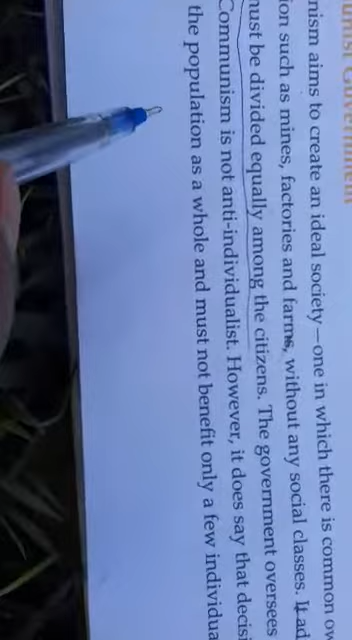 unist Government
nism aims to create an ideal society—one in which there is common ow
ion such as mines, factories and farms, without any social classes. It ad
must be divided equally among the citizens. The government oversees
Communism is not anti-individualist. However, it does say that decisi
the population as a whole and must not benefit only a few individua